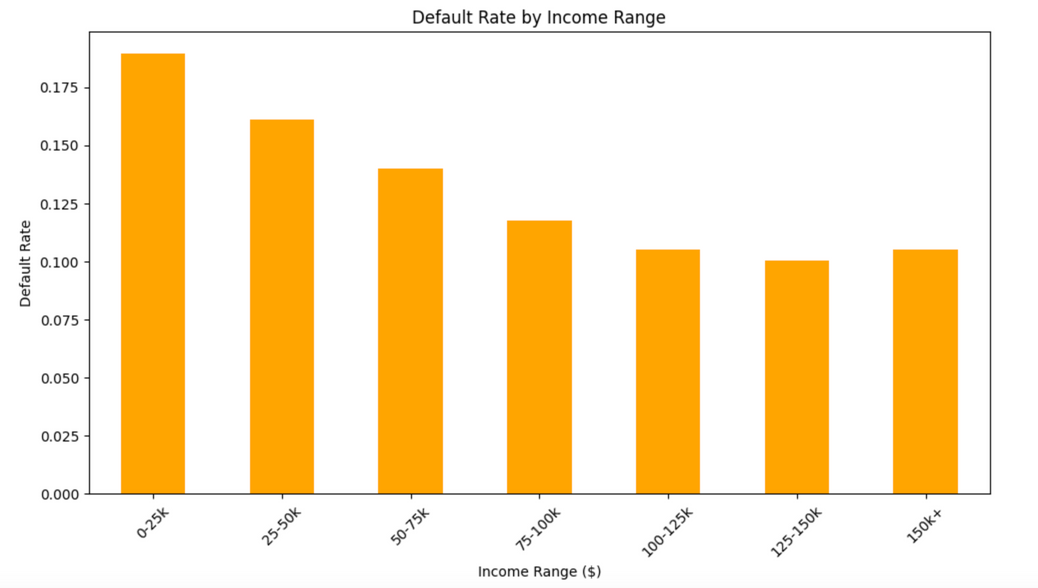 Default Rate by Income Range
Default Rate
0.175
0.150
0.125
0.100
0.075
0.050
0.025
0.000
0-25k
25-50k
50-75k
75-100k
100-125k
125-150k
150k+
Income Range ($)